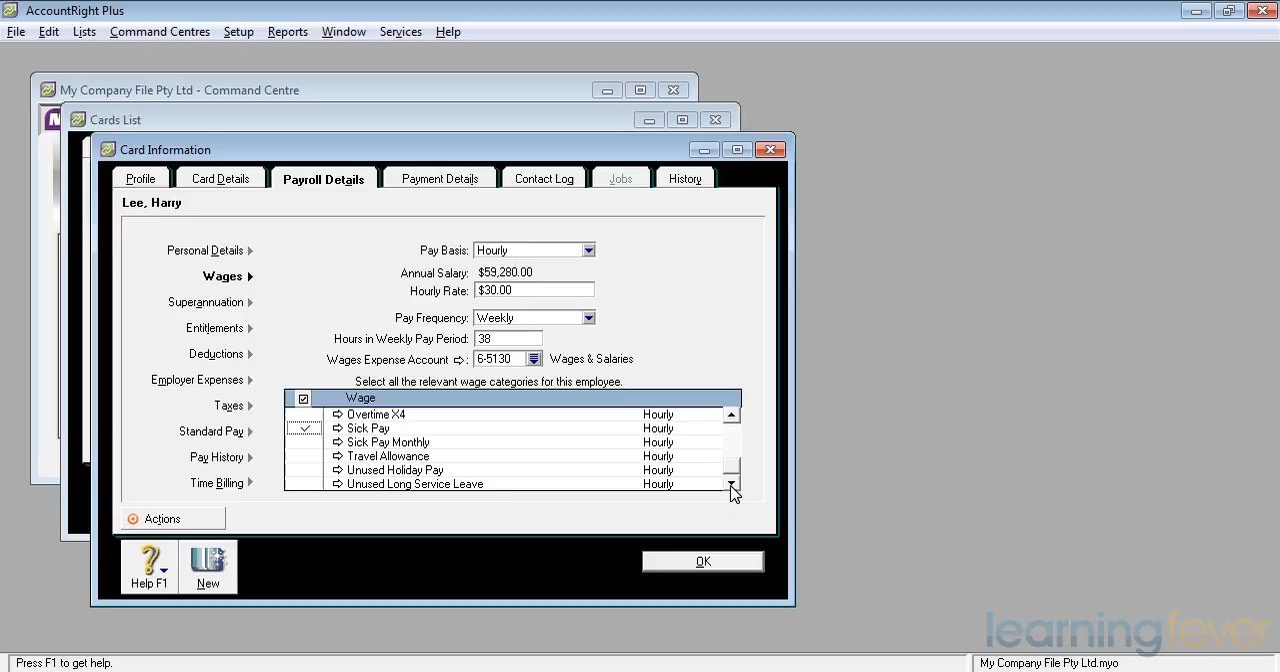 AccountRight Plus
File Edit Lists Command Centres Setup Reports Window Services Help
My Company File Pty Ltd - Command Centre
Cards List
Card Information
Profile Card Details Payroll Details Payment Details Contact Log Jobs History
Lee, Harry
Personal Details
Wages
Superannuation
Entitlements
Deductions
Employer Expenses
Taxes
Standard Pay
Pay History
Time Billing
Pay Basis: Hourly
Annual Salary: $59,280.00
Hourly Rate: $30.00
Pay Frequency: Weekly
Hours in Weekly Pay Period: 38
Wages Expense Account ⇨: 6-5130 Wages & Salaries
Select all the relevant wage categories for this employee.
Wage
Overtime X4 Hourly
Sick Pay Hourly
Sick Pay Monthly Hourly
Travel Allowance Hourly
Unused Holiday Pay Hourly
Unused Long Service Leave Hourly
Actions
Help F1 New OK
learningfever
Press F1 to get help. My Company File Pty Ltd.myo